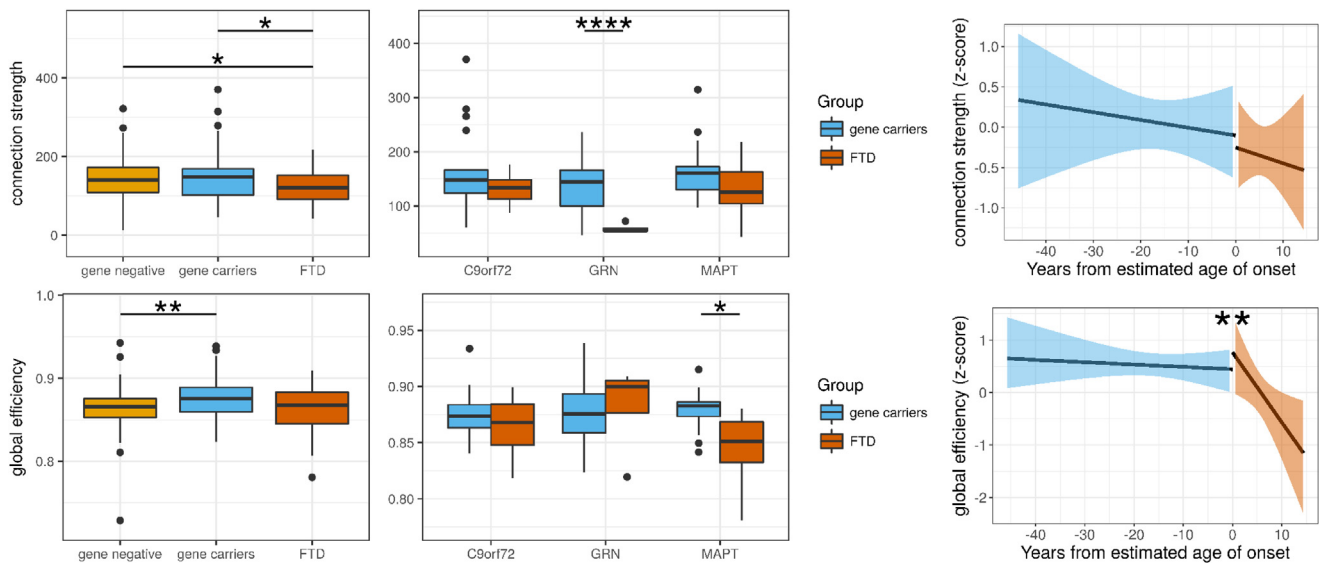 connection strength
400
200
0
*
*
gene negative
gene carriers
FTD
400
300
200
100
****
C9orf72
GRN
MAPT
Group
gene carriers
FTD
connection strength (z-score)
1.0
0.5
0.0
-0.5
-1.0
-40
-30
-20
-10
0
10
Years from estimated age of onset
global efficiency
1.0
0.9
0.8
**
gene negative
gene carriers
FTD
0.95
0.90
0.85
0.80
*
C9orf72
GRN
MAPT
Group
gene carriers
FTD
global efficiency (z-score)
1
0
-1
-2
**
-40
-30
-20
-10
0
10
Years from estimated age of onset